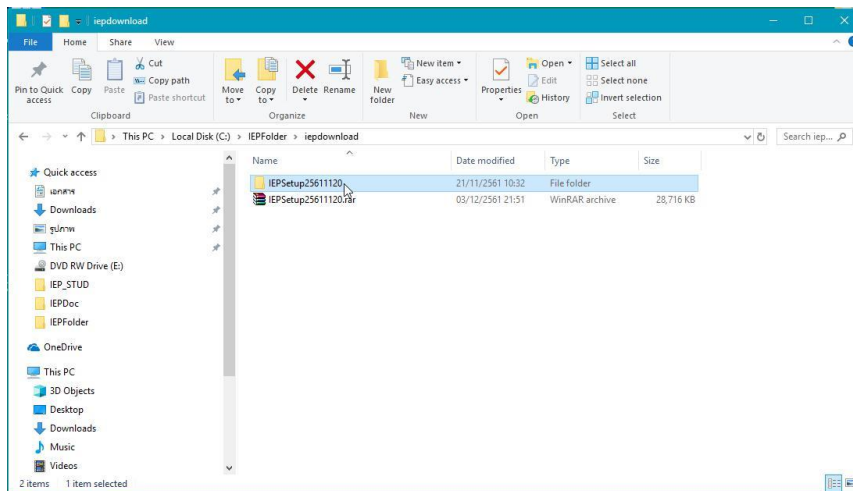 iepdownload
File Home Share View
Pin to Quick access
Copy
Paste
Cut
Copy path
Paste shortcut
Move to
Copy to
Delete
Rename
New folder
New item
Easy access
Properties
Open
Edit
History
Select all
Select none
Invert selection
Clipboard Organize New Open Select
This PC > Local Disk (C:) > IEPFolder > iepdownload
Search iep...
Name Date modified Type Size
IEPSetup25611120 21/11/2561 10:32 File folder
IEPSetup25611120.rar 03/12/2561 21:51 WinRAR archive 28,716 KB
Quick access
เอกสาร
Downloads
รูปภาพ
This PC
DVD RW Drive (E:)
IEP_STUD
IEPDoc
IEPFolder
OneDrive
This PC
3D Objects
Desktop
Downloads
Music
Videos
2 items 1 item selected